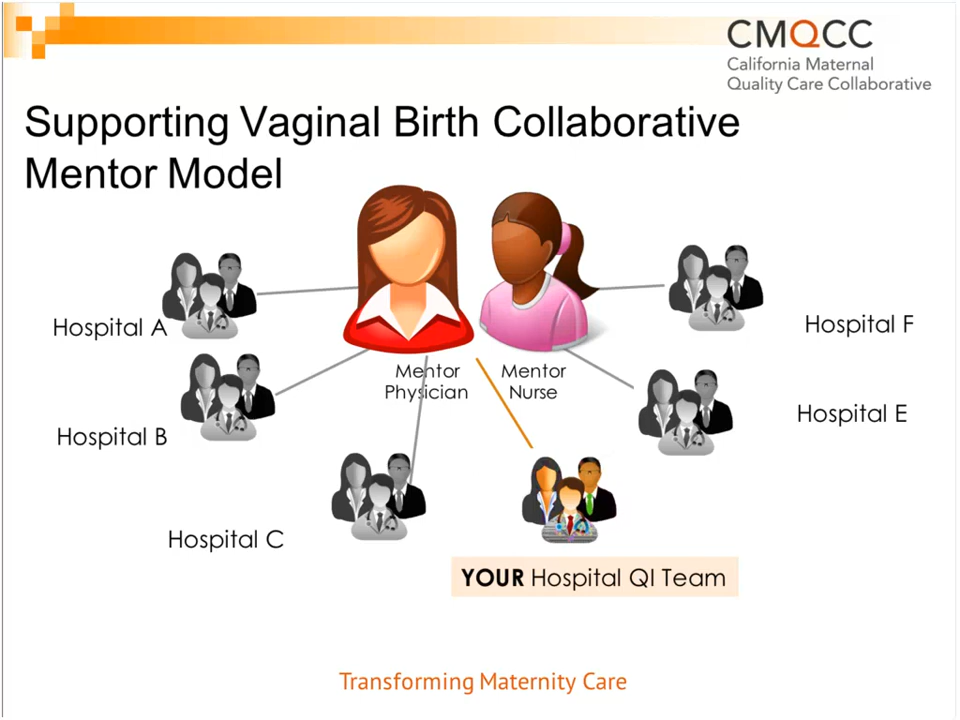 CMQCC
California Maternal
Quality Care Collaborative
Supporting Vaginal Birth Collaborative
Mentor Model
Hospital A
Hospital F
Mentor
Physician
Mentor
Nurse
Hospital B
Hospital E
Hospital C
YOUR Hospital QI Team
Transforming Maternity Care